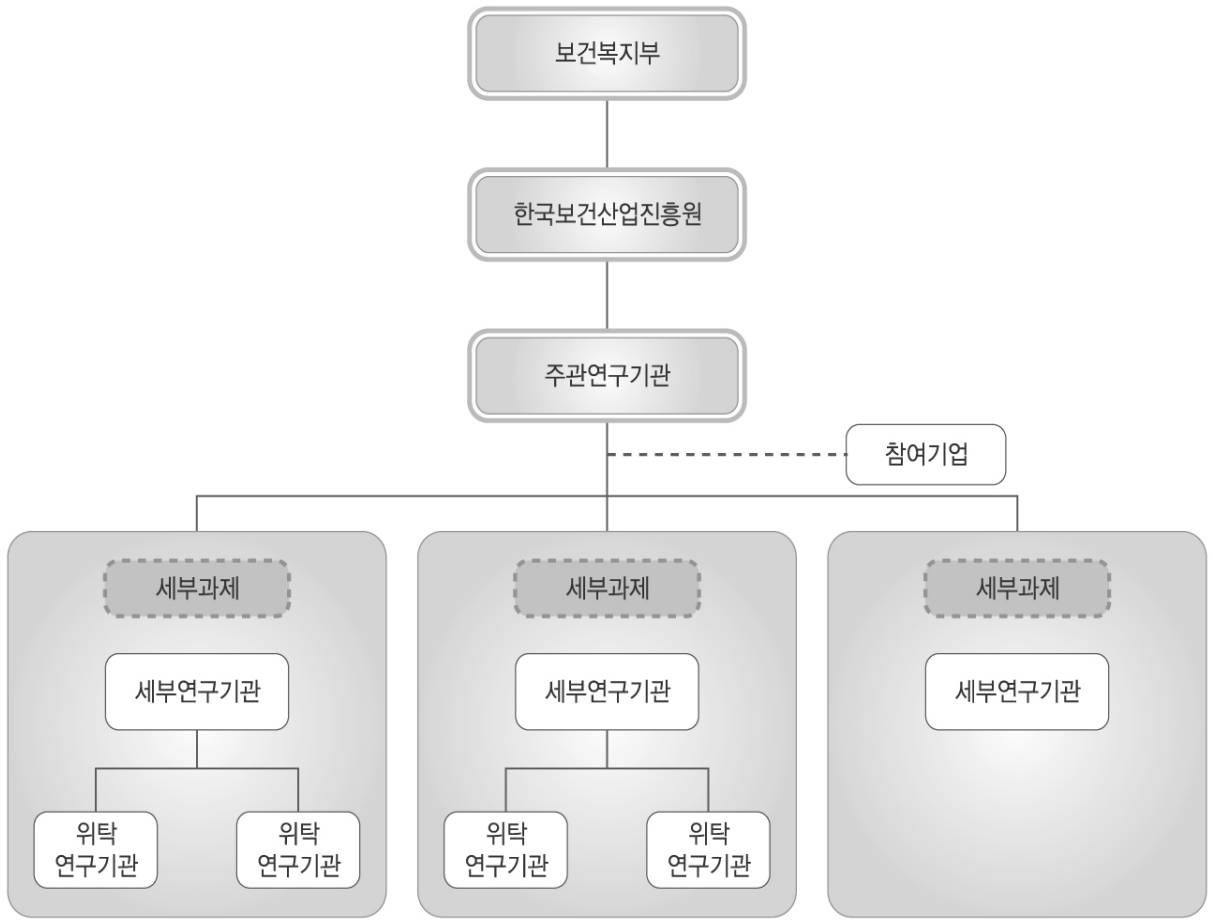 보건복지부
한국보건산업진흥원
주관연구기관
참여기업
세부과제
세부과제
세부과제
세부연구기관
세부연구기관
세부연구기관
위탁
연구기관
위탁
연구기관
위탁
연구기관
위탁
연구기관